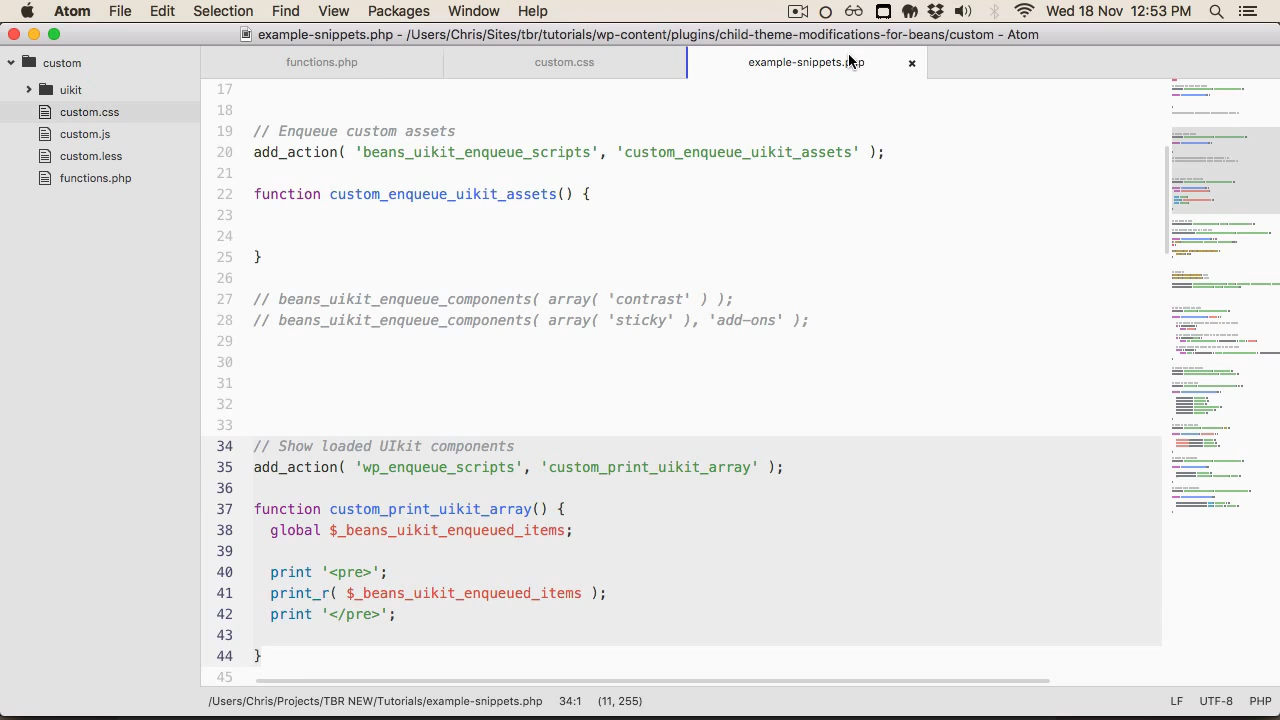 Atom File Edit Selection Find View Packages Window Help Wed 18 Nov 12:53 PM
example-snippets.php - /Users/Chris/Sites/tbr/tutorials/wp-content/plugins/child-theme-modifications-for-beans/custom - Atom
custom
uikit
custom.css
custom.js
custom.less
functions.php
functions.php custom.css example-snippets.php
17
18
19 // Enqueue custom assets
20 add_action( 'beans_uikit_enqueue_scripts', 'custom_enqueue_uikit_assets' );
21
22 function custom_enqueue_uikit_assets() {
23
24
25 }
26
27 // beans_uikit_enqueue_components( array( 'contrast' ) );
28 // beans_uikit_enqueue_components( array( 'sticky' ), 'add-ons' );
29
30
31
32
33
34 // UIkit
35 add_action( 'wp_enqueue_scripts', 'custom_print_uikit_array' );
36
37 function custom_print_uikit_array() {
38 global $_beans_uikit_enqueued_items;
39
40 print '<pre>';
41 print_r( $_beans_uikit_enqueued_items );
42 print '</pre>';
43
44 }
45
/Users/Chris/Projects/TBR NEW/Tutorials/example-snippets.php 34:1 (11, 255) LF UTF-8 PHP